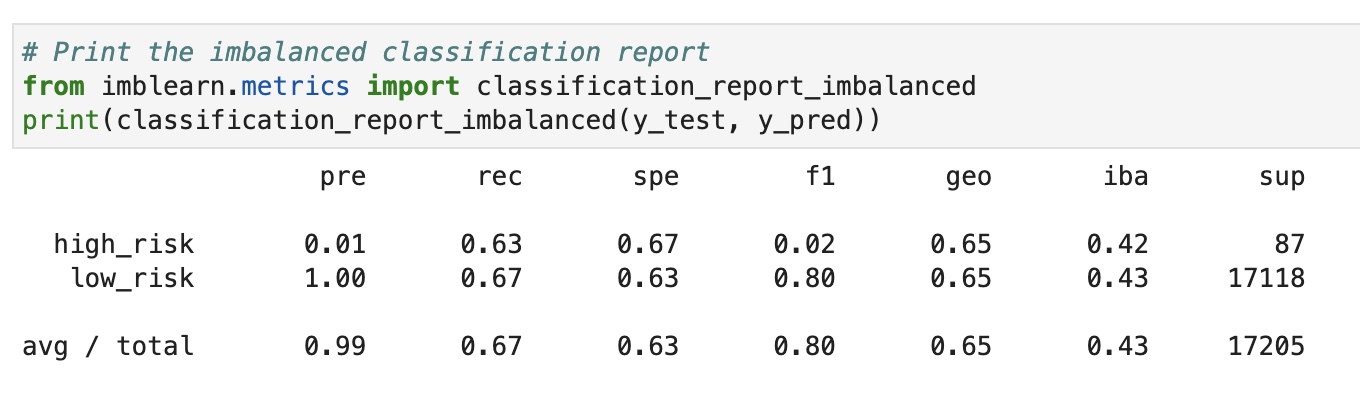 # Print the imbalanced classification report
from imblearn.metrics import classification_report_imbalanced
print(classification_report_imbalanced(y_test, y_pred))
pre rec spe f1 geo iba sup
high_risk 0.01 0.63 0.67 0.02 0.65 0.42 87
low_risk 1.00 0.67 0.63 0.80 0.65 0.43 17118
avg / total 0.99 0.67 0.63 0.80 0.65 0.43 17205